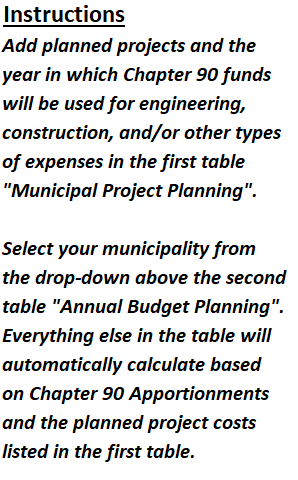 Instructions
Add planned projects and the
year in which Chapter 90 funds
will be used for engineering,
construction, and/or other types
of expenses in the first table
"Municipal Project Planning".
Select your municipality from
the drop-down above the second
table "Annual Budget Planning".
Everything else in the table will
automatically calculate based
on Chapter 90 Apportionments
and the planned project costs
listed in the first table.